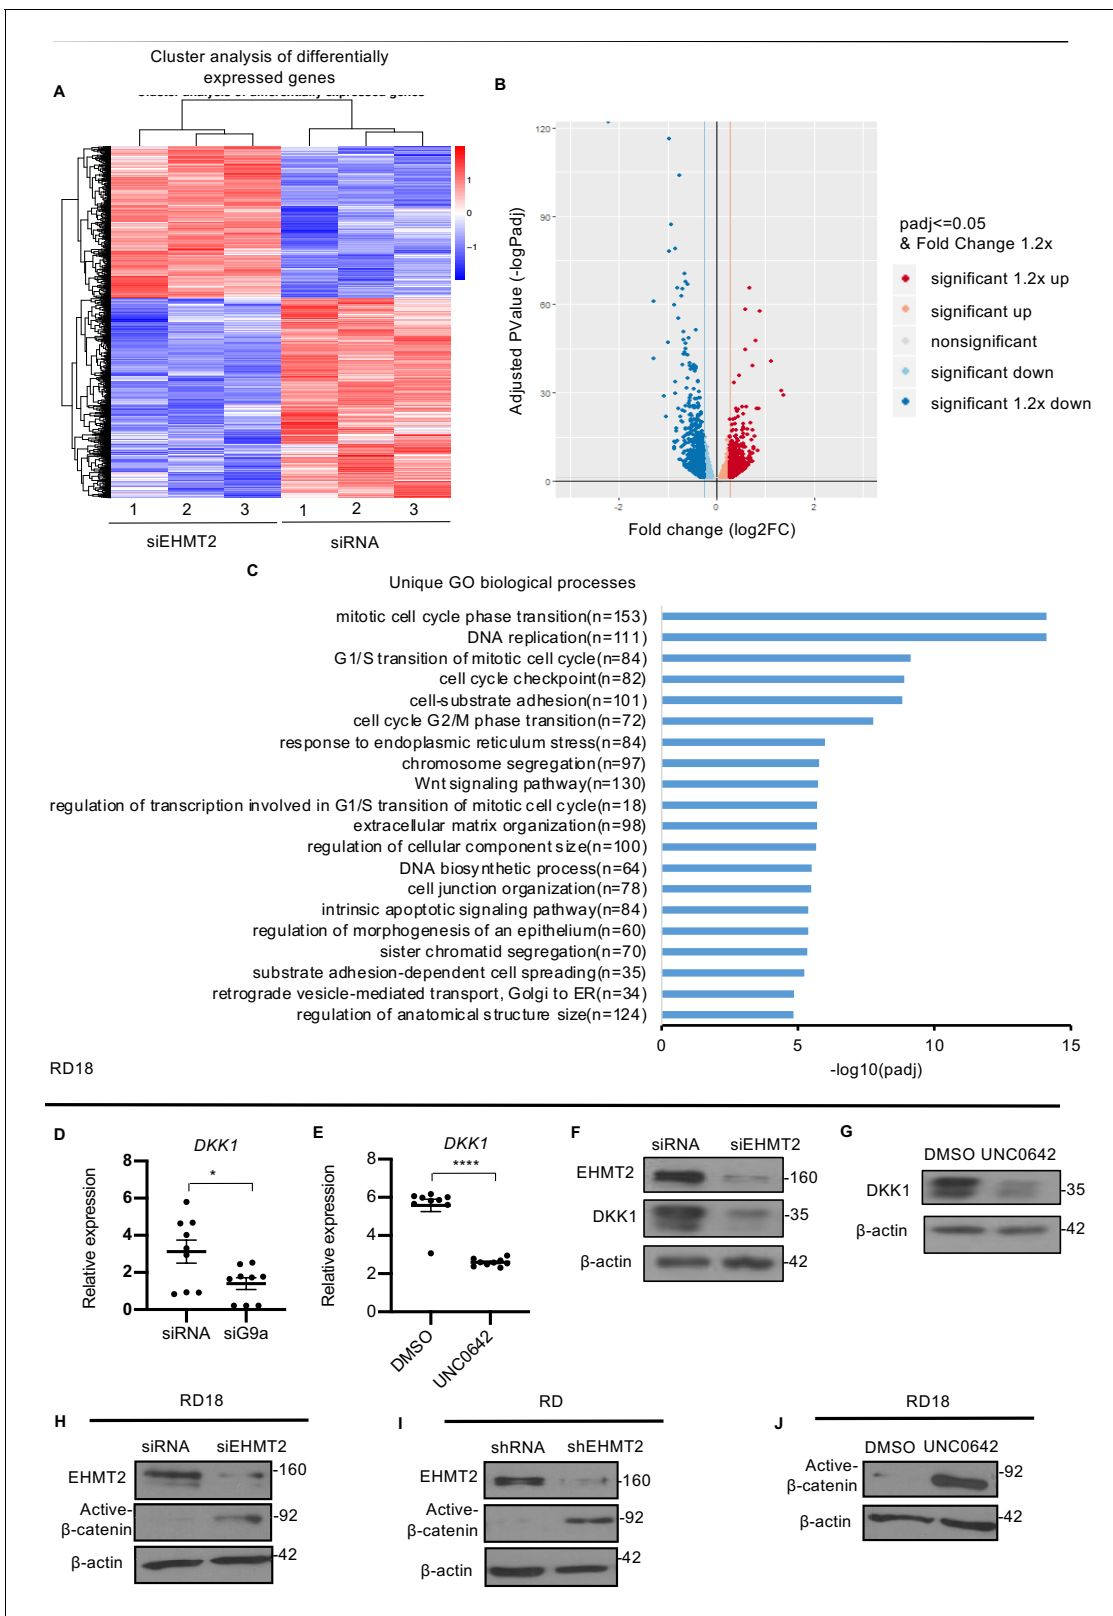 Cluster analysis of differentially
expressed genes
A
Cluster analysis of differentially expressed genes
1
0
−1
1 2 3 1 2 3
siEHMT2 siRNA
B
120
90
60
30
0
-2 0 2
Adjusted PValue (-logPadj)
Fold change (log2FC)
padj<=0.05
& Fold Change 1.2x
significant 1.2x up
significant up
nonsignificant
significant down
significant 1.2x down
C
Unique GO biological processes
mitotic cell cycle phase transition(n=153)
DNA replication(n=111)
G1/S transition of mitotic cell cycle(n=84)
cell cycle checkpoint(n=82)
cell-substrate adhesion(n=101)
cell cycle G2/M phase transition(n=72)
response to endoplasmic reticulum stress(n=84)
chromosome segregation(n=97)
Wnt signaling pathway(n=130)
regulation of transcription involved in G1/S transition of mitotic cell cycle(n=18)
extracellular matrix organization(n=98)
regulation of cellular component size(n=100)
DNA biosynthetic process(n=64)
cell junction organization(n=78)
intrinsic apoptotic signaling pathway(n=84)
regulation of morphogenesis of an epithelium(n=60)
sister chromatid segregation(n=70)
substrate adhesion-dependent cell spreading(n=35)
retrograde vesicle-mediated transport, Golgi to ER(n=34)
regulation of anatomical structure size(n=124)
0 5 10 15
-log10(padj)
RD18
D
DKK1
*
8
6
4
2
0
Relative expression
siRNA siG9a
E
DKK1
****
8
6
4
2
0
Relative expression
DMSO UNC0642
F
siRNA siEHMT2
EHMT2 -160
DKK1 -35
β-actin -42
G
DMSO UNC0642
DKK1 -35
β-actin -42
H
RD18
siRNA siEHMT2
EHMT2 -160
Active-
β-catenin -92
β-actin -42
I
RD
shRNA shEHMT2
EHMT2 -160
Active-
β-catenin -92
β-actin -42
J
RD18
DMSO UNC0642
Active-
β-catenin -92
β-actin -42